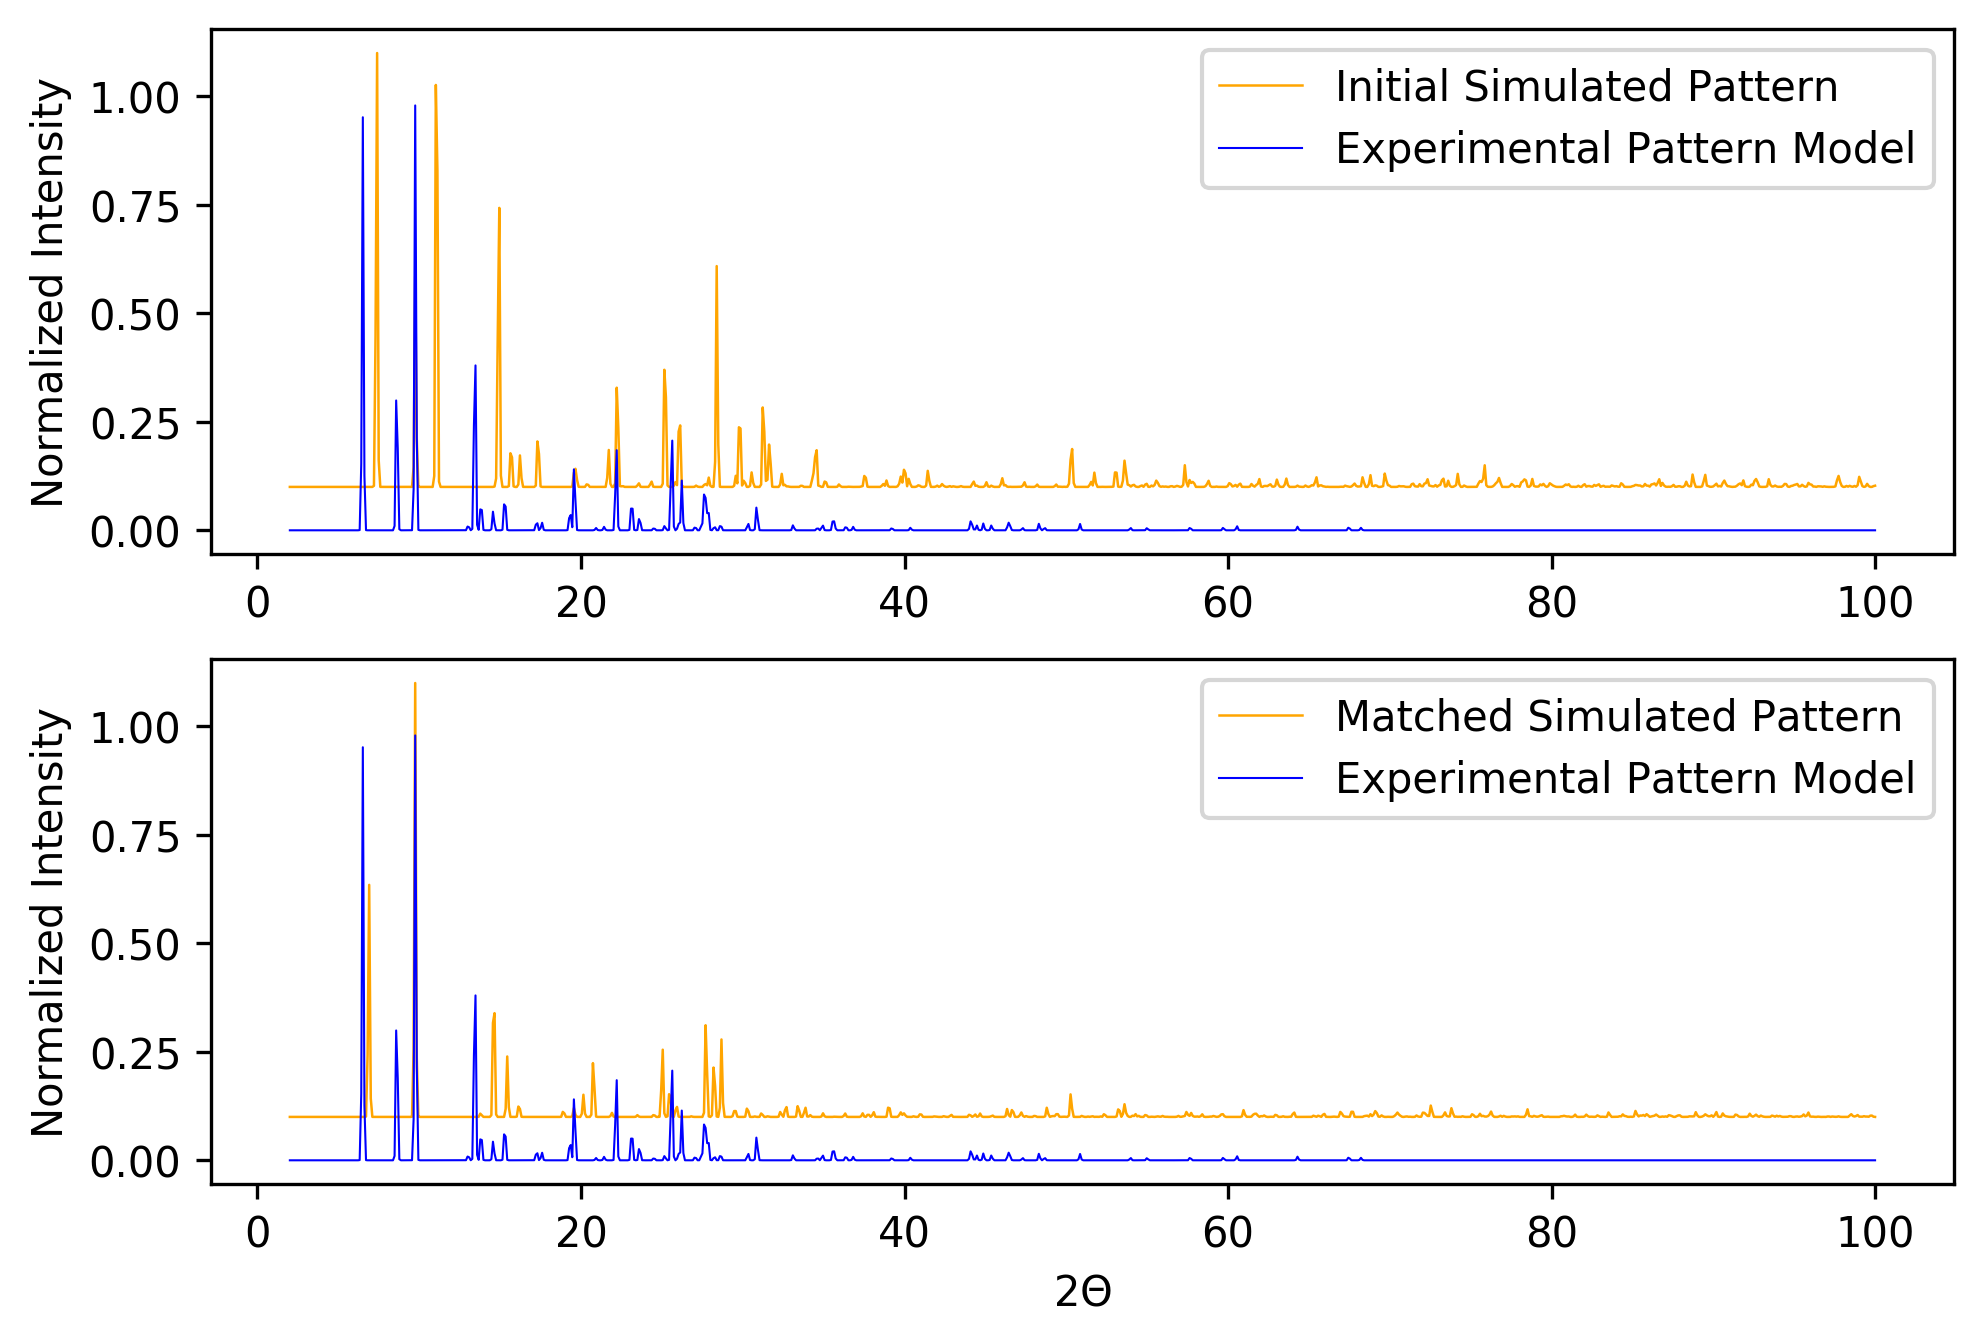 Normalized Intensity
1.00
0.75
0.50
0.25
0.00
Initial Simulated Pattern
Experimental Pattern Model
0 20 40 60 80 100
Normalized Intensity
1.00
0.75
0.50
0.25
0.00
Matched Simulated Pattern
Experimental Pattern Model
0 20 40 60 80 100
2Θ